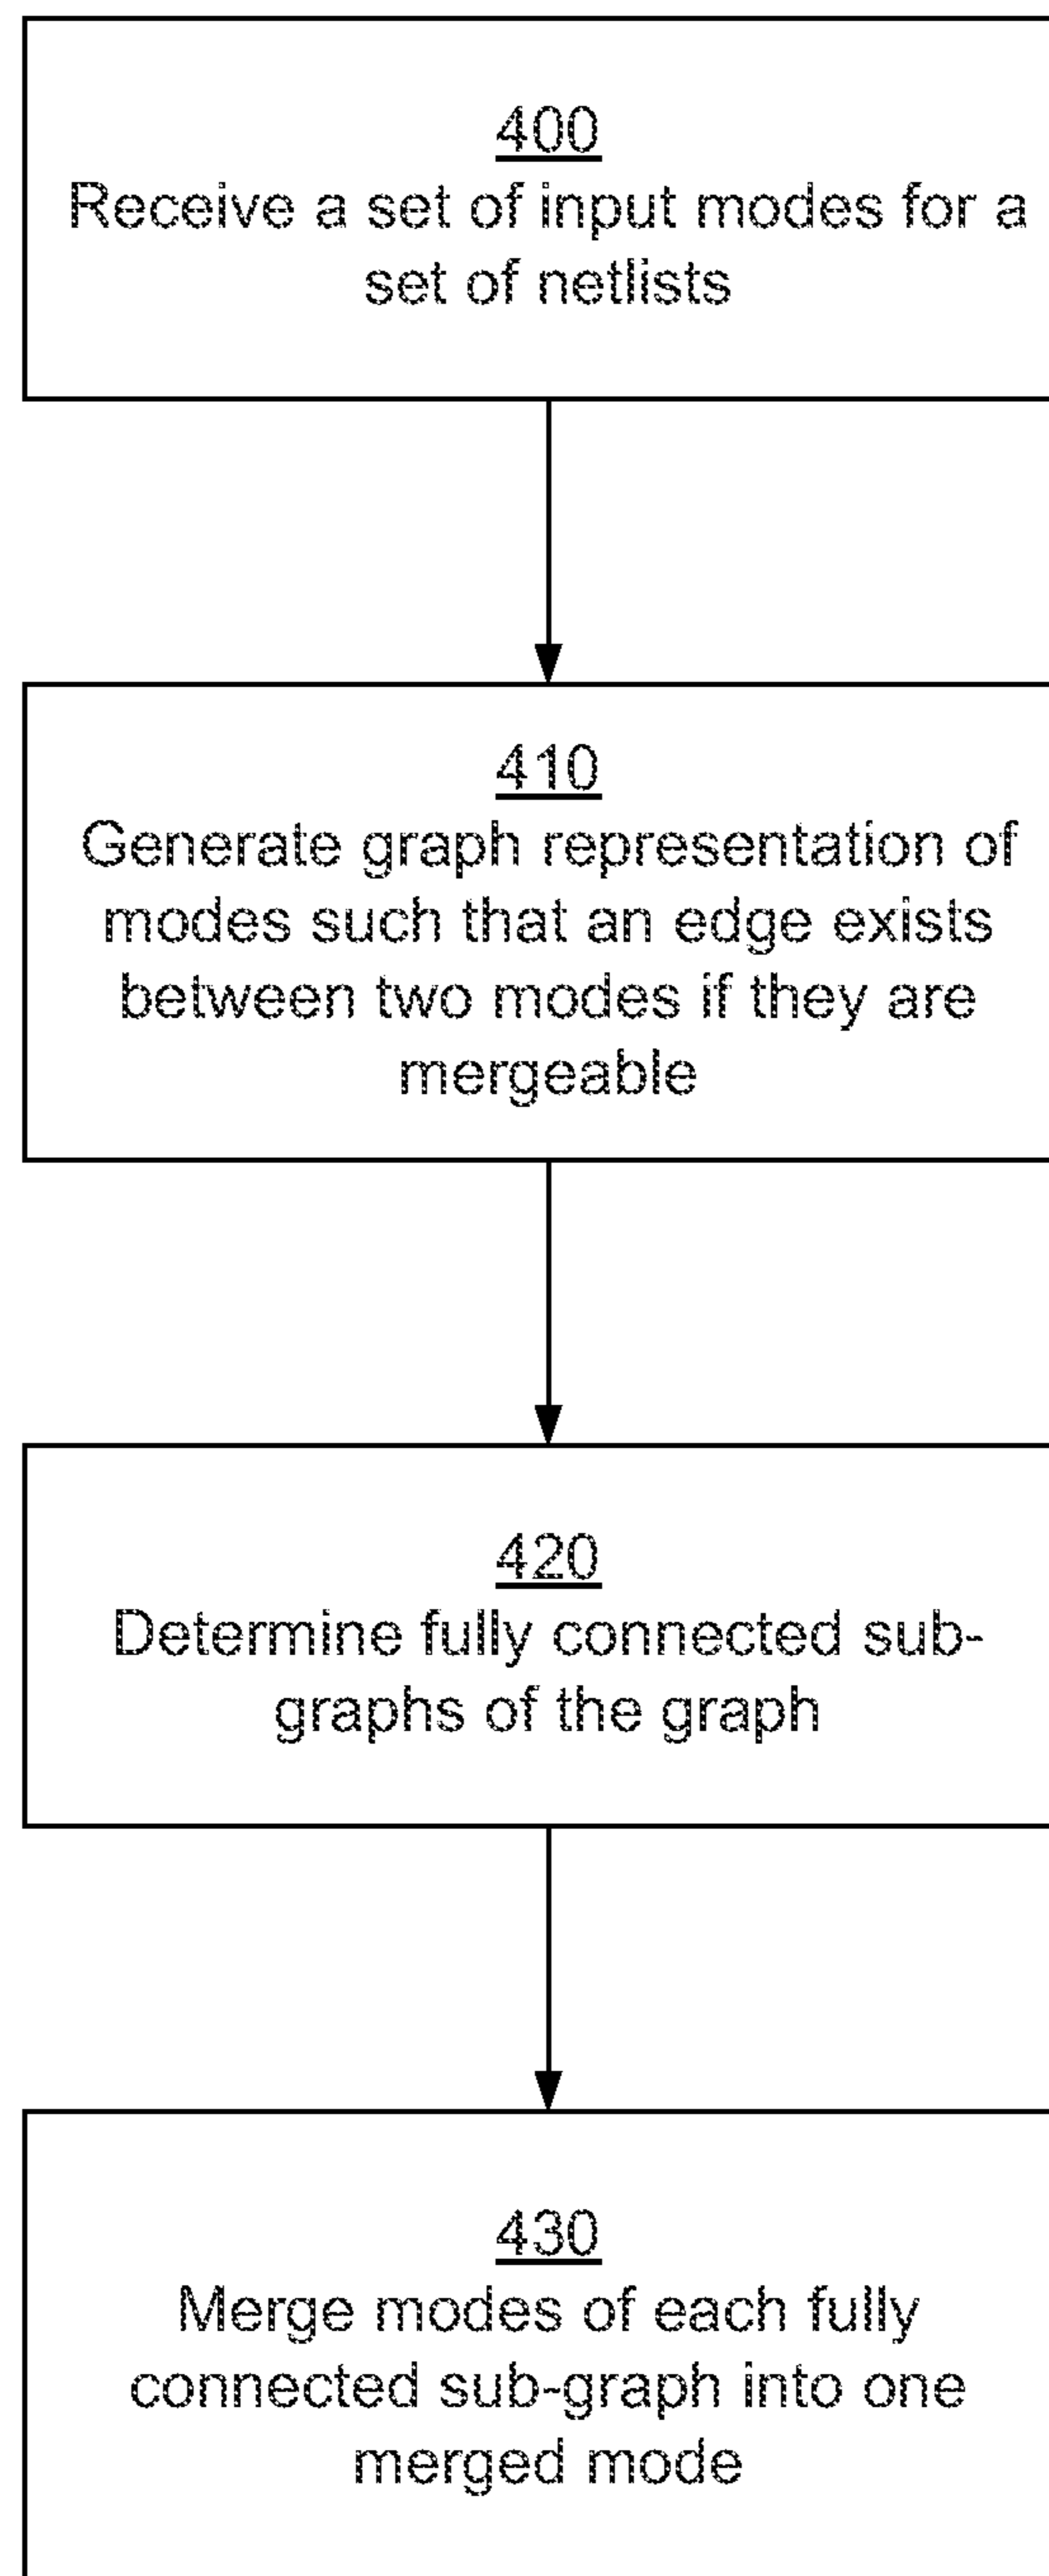 400
Receive a set of input modes for a
set of netlists
410
Generate graph representation of
modes such that an edge exists
between two modes if they are
mergeable
420
Determine fully connected sub-
graphs of the graph
430
Merge modes of each fully
connected sub-graph into one
merged mode